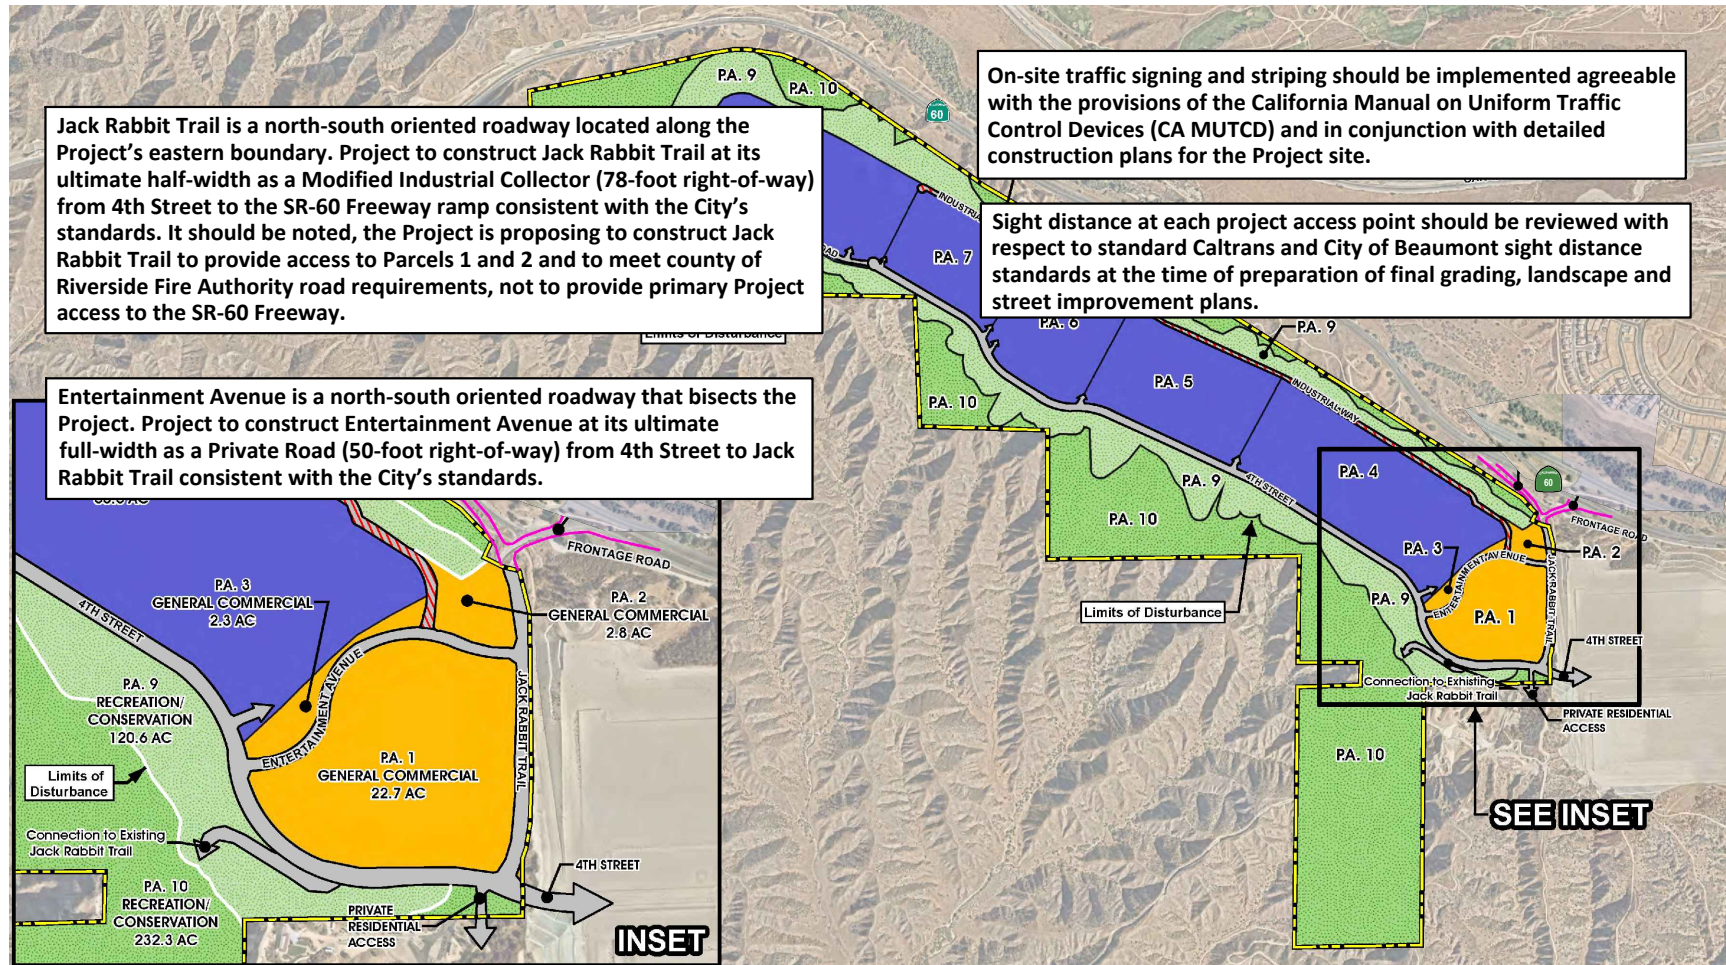 P.A. 9
P.A. 10
60
Jack Rabbit Trail is a north-south oriented roadway located along the
Project's eastern boundary. Project to construct Jack Rabbit Trail at its
ultimate half-width as a Modified Industrial Collector (78-foot right-of-way)
from 4th Street to the SR-60 Freeway ramp consistent with the City's
standards. It should be noted, the Project is proposing to construct Jack
Rabbit Trail to provide access to Parcels 1 and 2 and to meet county of
Riverside Fire Authority road requirements, not to provide primary Project
access to the SR-60 Freeway.
On-site traffic signing and striping should be implemented agreeable
with the provisions of the California Manual on Uniform Traffic
Control Devices (CA MUTCD) and in conjunction with detailed
construction plans for the Project site.
Sight distance at each project access point should be reviewed with
respect to standard Caltrans and City of Beaumont sight distance
standards at the time of preparation of final grading, landscape and
street improvement plans.
INDUSTRIA
ROAD
P.A. 7
P.A. 6
P.A. 9
Limits of Disturbance
Entertainment Avenue is a north-south oriented roadway that bisects the
Project. Project to construct Entertainment Avenue at its ultimate
full-width as a Private Road (50-foot right-of-way) from 4th Street to Jack
Rabbit Trail consistent with the City's standards.
P.A. 5
INDUSTRIAL WAY
P.A. 10
P.A. 4
60
P.A. 9
4TH STREET
P.A. 10
FRONTAGE ROAD
P.A. 2
P.A. 3
ENTERTAINMENT AVENUE
JACK RABBIT TRAIL
P.A. 9
P.A. 1
Limits of Disturbance
4TH STREET
Connection to Exhisting
Jack Rabbit Trail
PRIVATE RESIDENTIAL
ACCESS
P.A. 10
SEE INSET
FRONTAGE ROAD
P.A. 3
GENERAL COMMERCIAL
2.3 AC
P.A. 2
GENERAL COMMERCIAL
2.8 AC
4TH STREET
ENTERTAINMENT AVENUE
JACK RABBIT TRAIL
P.A. 9
RECREATION/
CONSERVATION
120.6 AC
P.A. 1
GENERAL COMMERCIAL
22.7 AC
Limits of
Disturbance
Connection to Existing
Jack Rabbit Trail
4TH STREET
P.A. 10
RECREATION/
CONSERVATION
232.3 AC
PRIVATE
RESIDENTIAL
ACCESS
INSET